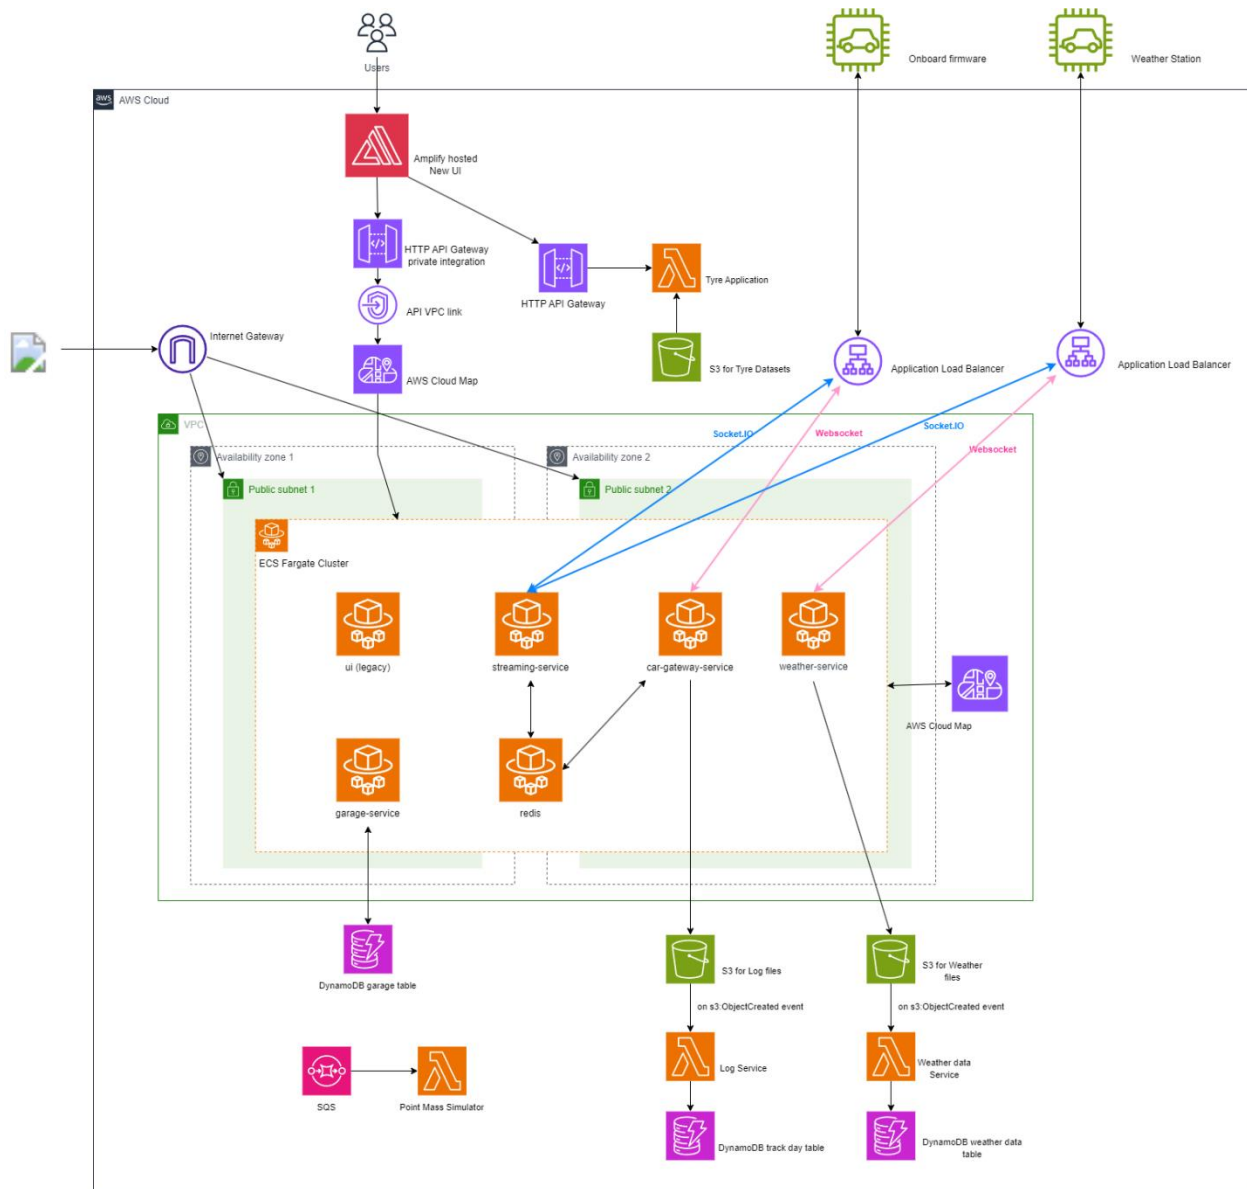 Users
Onboard firmware
Weather Station
aws
AWS Cloud
Amplify hosted
New UI
HTTP API Gateway
private integration
HTTP API Gateway
Tyre Application
API VPC link
Internet Gateway
AWS Cloud Map
S3 for Tyre Datasets
Application Load Balancer
Application Load Balancer
VPC
Socket.IO
Websocket
Socket.IO
Websocket
Availability zone 1
Availability zone 2
Public subnet 1
Public subnet 2
ECS Fargate Cluster
ui (legacy)
streaming-service
car-gateway-service
weather-service
AWS Cloud Map
garage-service
redis
DynamoDB garage table
S3 for Log files
S3 for Weather
files
on s3:ObjectCreated event
on s3:ObjectCreated event
Log Service
Weather data
Service
SQS
Point Mass Simulator
DynamoDB track day table
DynamoDB weather data
table